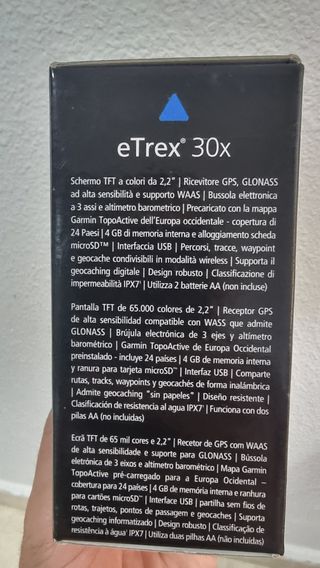 eTrex® 30x
Schermo TFT a colori da 2,2" | Ricevitore GPS, GLONASS
ad alta sensibilità e supporto WAAS | Bussola elettronica
a 3 assi e altimetro barometrico | Precaricato con la mappa
Garmin TopoActive dell'Europa occidentale - copertura di
24 Paesi | 4 GB di memoria interna e alloggiamento scheda
microSD™ | Interfaccia USB | Percorsi, tracce, waypoint
e geocache condivisibili in modalità wireless | Supporta il
geocaching digitale | Design robusto | Classificazione di
impermeabilità IPX7¹ | Utilizza 2 batterie AA (non incluse)
Pantalla TFT de 65.000 colores de 2,2" | Receptor GPS
de alta sensibilidad compatible con WASS que admite
GLONASS | Brújula electrónica de 3 ejes y altímetro
barométrico | Garmin TopoActive de Europa Occidental
preinstalado - incluye 24 países | 4 GB de memoria interna
y ranura para tarjeta microSD™ | Interfaz USB | Comparte
rutas, tracks, waypoints y geocachés de forma inalámbrica
| Admite geocaching "sin papeles" | Diseño resistente |
Clasificación de resistencia al agua IPX7¹ | Funciona con dos
pilas AA (no incluidas)
Ecrã TFT de 65 mil cores e 2,2" | Recetor de GPS com WAAS
de alta sensibilidade e suporte para GLONASS | Bússola
eletrónica de 3 eixos e altímetro barométrico | Mapa Garmin
TopoActive pré-carregado para a Europa Ocidental –
cobertura para 24 países | 4 GB de memória interna e ranhura
para cartões microSD™ | Interface USB | partilha sem fios de
rotas, trajetos, pontos de passagem e geocaches | Suporta
geocaching informatizado | Design robusto | Classificação de
resistência à água¹ IPX7 | Utiliza duas pilhas AA (não incluídas)